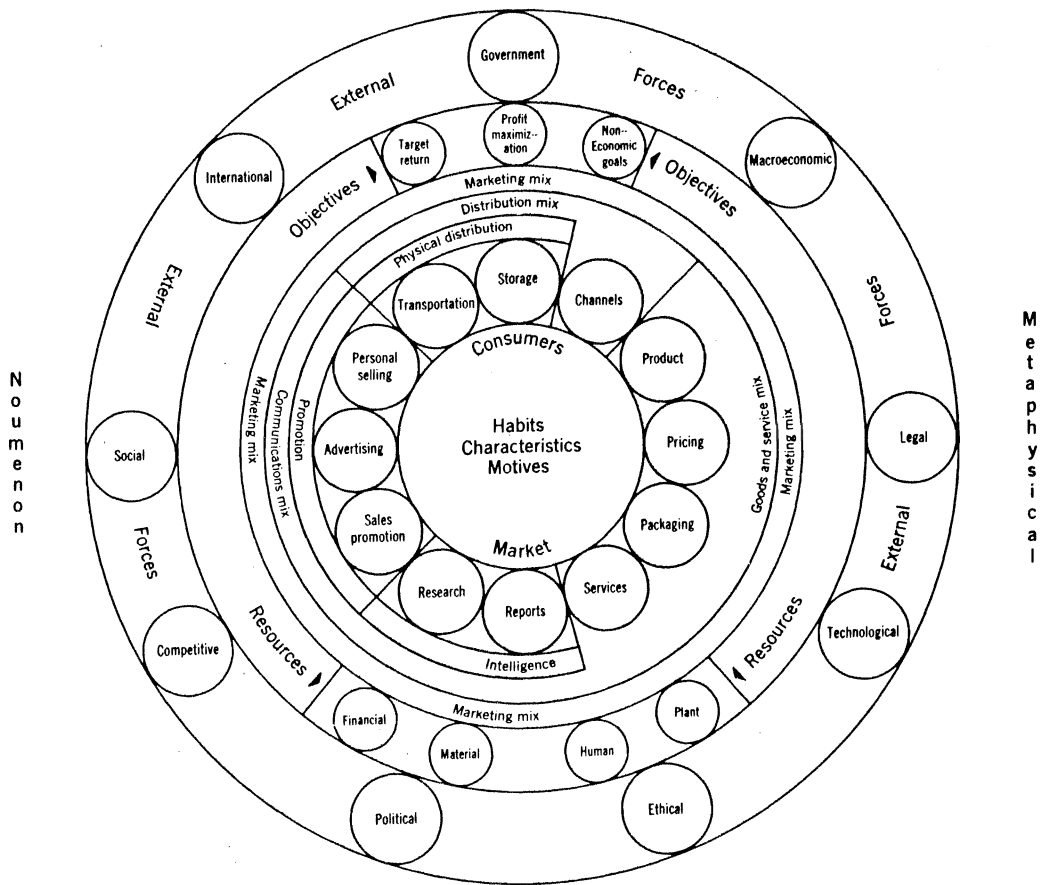 Government
External
Forces
Profit
maximiz--
ation
Target
return
Non--
Economic
goals
International
Macroeconomic
Objectives
Objectives
Marketing mix
Distribution mix
Physical distribution
Storage
Transportation
Channels
External
Forces
Consumers
Personal
selling
Product
Habits
Characteristics
Motives
Noumenon
Metaphysical
Social
Marketing mix
Communications mix
Promotion
Advertising
Pricing
Goods and service mix
Marketing mix
Legal
Sales
promotion
Packaging
Market
Forces
External
Research
Reports
Services
Resources
Resources
Competitive
Technological
Intelligence
Marketing mix
Financial
Material
Human
Plant
Political
Ethical